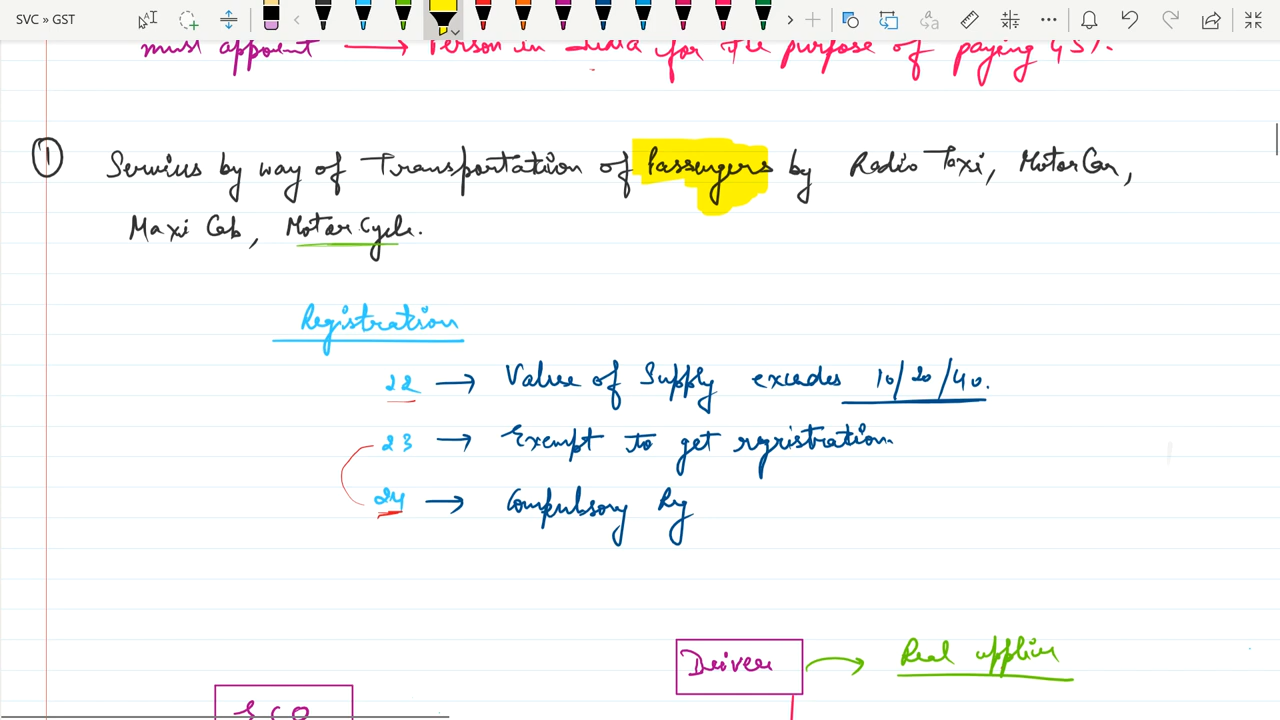 SVC » GST
must appoint → Person in India for the purpose of paying GST.
① Services by way of Transportation of Passengers by Radio Taxi, Motor Car,
Maxi Cab, Motor Cycle.
Registration
22 → Value of Supply exceeds 10/20/40.
23 → Exempt to get registration.
24 → Compulsory Reg
Driver → Real supplier
ECO